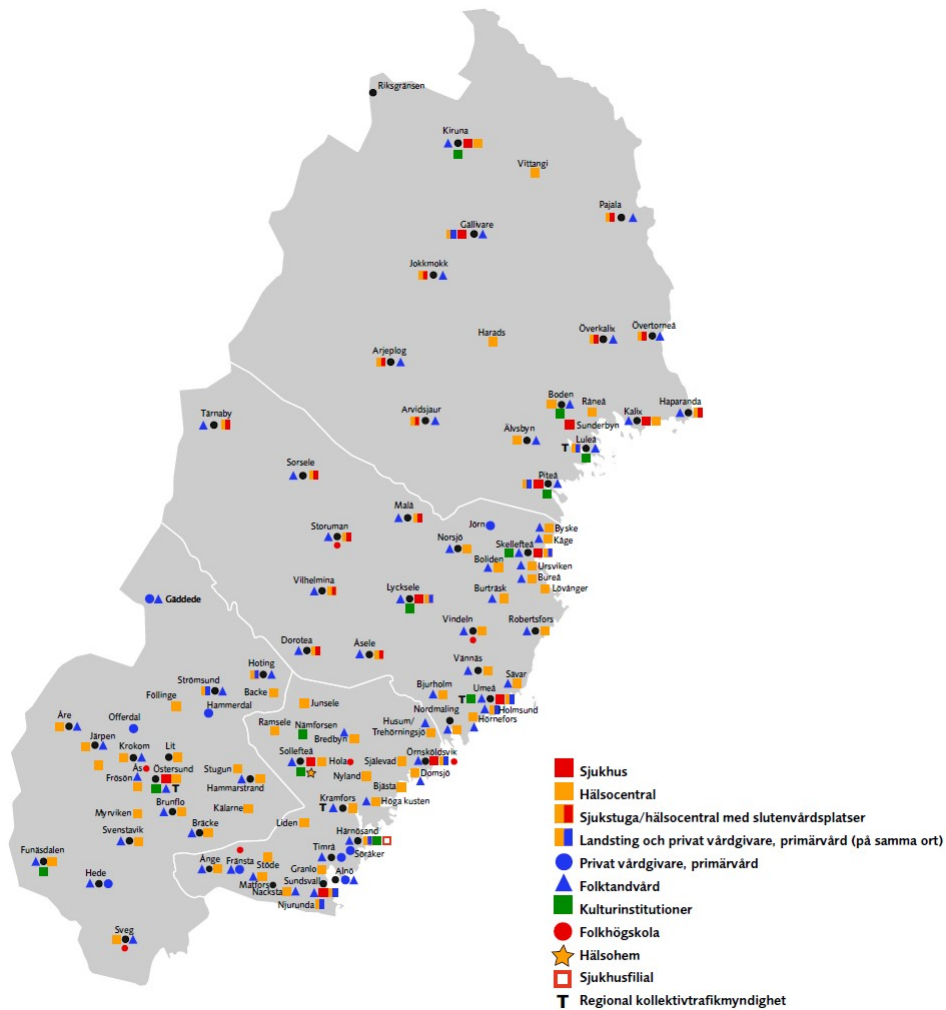 Riksgränsen
Kiruna
Vittangi
Pajala
Gällivare
Jokkmokk
Harads
Överkalix
Övertorneå
Arjeplog
Boden
Råneå
Kalix
Haparanda
Tärnaby
Arvidsjaur
Sunderbyn
Älvsbyn
Luleå
T
Sorsele
Piteå
Malå
Jörn
Byske
Storuman
Norsjö
Skellefteå
Kåge
Boliden
Ursviken
Bureå
Vilhelmina
Lycksele
Burträsk
Lövånger
Gäddede
Vindeln
Robertsfors
Dorotea
Åsele
Hoting
Vännäs
Sävar
Strömsund
Backe
Bjurholm
Umeå
T
Föllinge
Junsele
Holmsund
Hammerdal
Nordmaling
Hörnefors
Åre
Offerdal
Ramsele
Nämforsen
Husum/
Trehörningsjö
Järpen
Bredbyn
Krokom
Lit
Sollefteå
Hola
Själevad
Örnsköldsvik
Ås
Östersund
Stugun
Nyland
Domsjö
Frösön
T
Hammarstrand
Bjästa
Brunflo
Kramfors
Höga kusten
Myrviken
Kälarne
T
Svenstavik
Bräcke
Liden
Härnösand
Funäsdalen
Timrå
Söråker
Ånge
Fränsta
Stöde
Granlo
Alnö
Hede
Matfors
Sundsvall
Nacksta
Njurunda
Sveg
Sjukhus
Hälsocentral
Sjukstuga/hälsocentral med slutenvårdsplatser
Landsting och privat vårdgivare, primärvård (på samma ort)
Privat vårdgivare, primärvård
Folktandvård
Kulturinstitutioner
Folkhögskola
Hälsohem
Sjukhusfilial
T Regional kollektivtrafikmyndighet